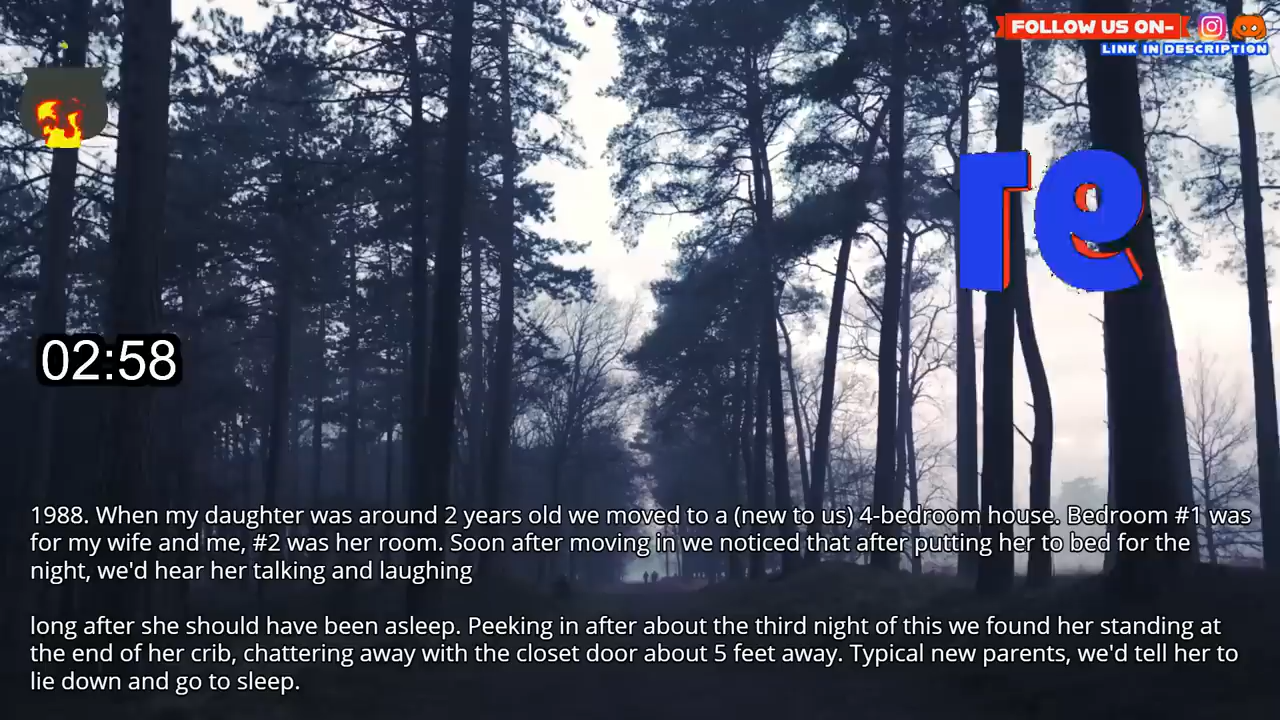 FOLLOW US ON-
LINK IN DESCRIPTION
Te
02:58
1988. When my daughter was around 2 years old we moved to a (new to us) 4-bedroom house. Bedroom #1 was
for my wife and me, #2 was her room. Soon after moving in we noticed that after putting her to bed for the
night, we'd hear her talking and laughing
long after she should have been asleep. Peeking in after about the third night of this we found her standing at
the end of her crib, chattering away with the closet door about 5 feet away. Typical new parents, we'd tell her to
lie down and go to sleep.